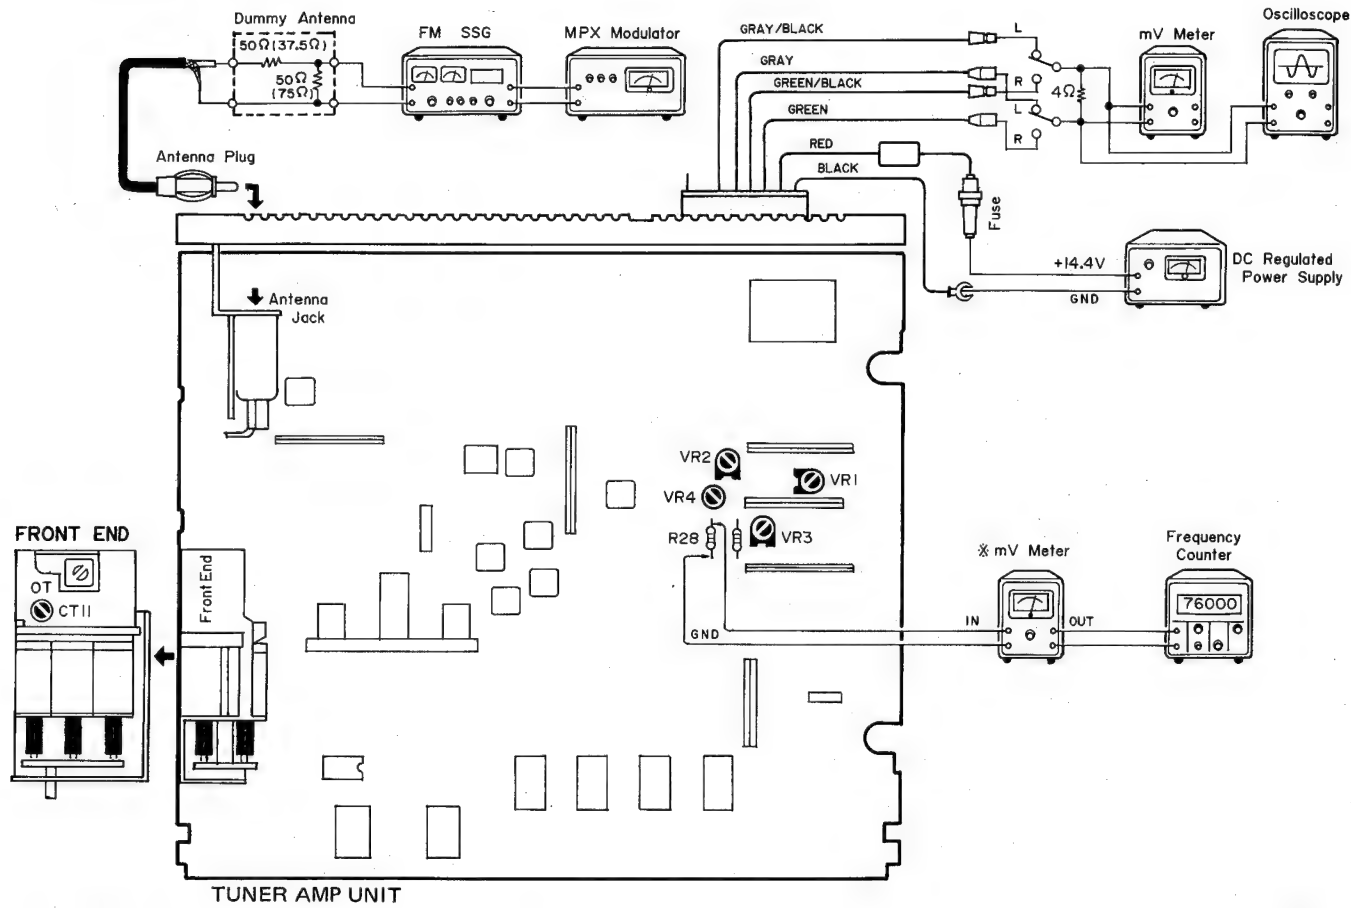 Dummy Antenna
50Ω(37.5Ω)
50Ω
(75Ω)
FM SSG
MPX Modulator
GRAY/BLACK
GRAY
GREEN/BLACK
GREEN
RED
BLACK
L
R
L
R
4Ω
mV Meter
Oscilloscope
Antenna Plug
Fuse
+14.4V
GND
DC Regulated
Power Supply
Antenna
Jack
VR2
VR1
VR4
R28
VR3
FRONT END
OT
CT11
Front End
GND
IN
※ mV Meter
OUT
Frequency
Counter
76000
TUNER AMP UNIT